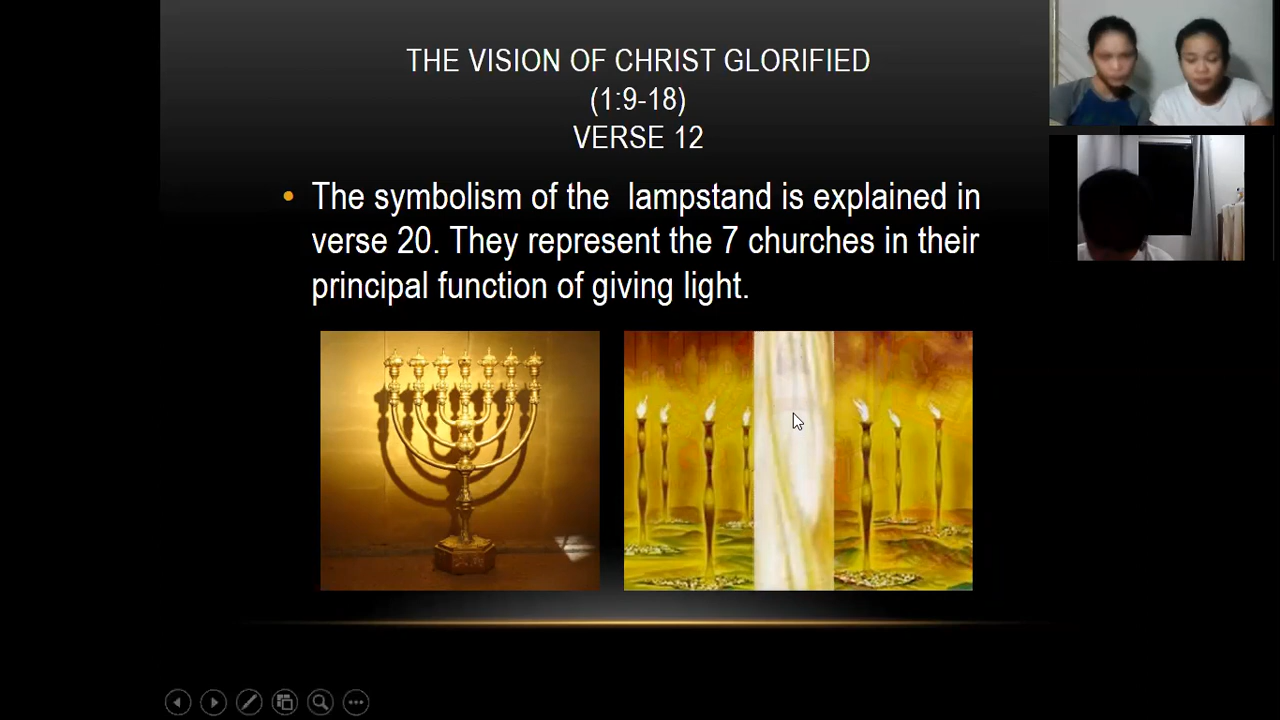 THE VISION OF CHRIST GLORIFIED
(1:9-18)
VERSE 12
• The symbolism of the  lampstand is explained in
verse 20. They represent the 7 churches in their
principal function of giving light.